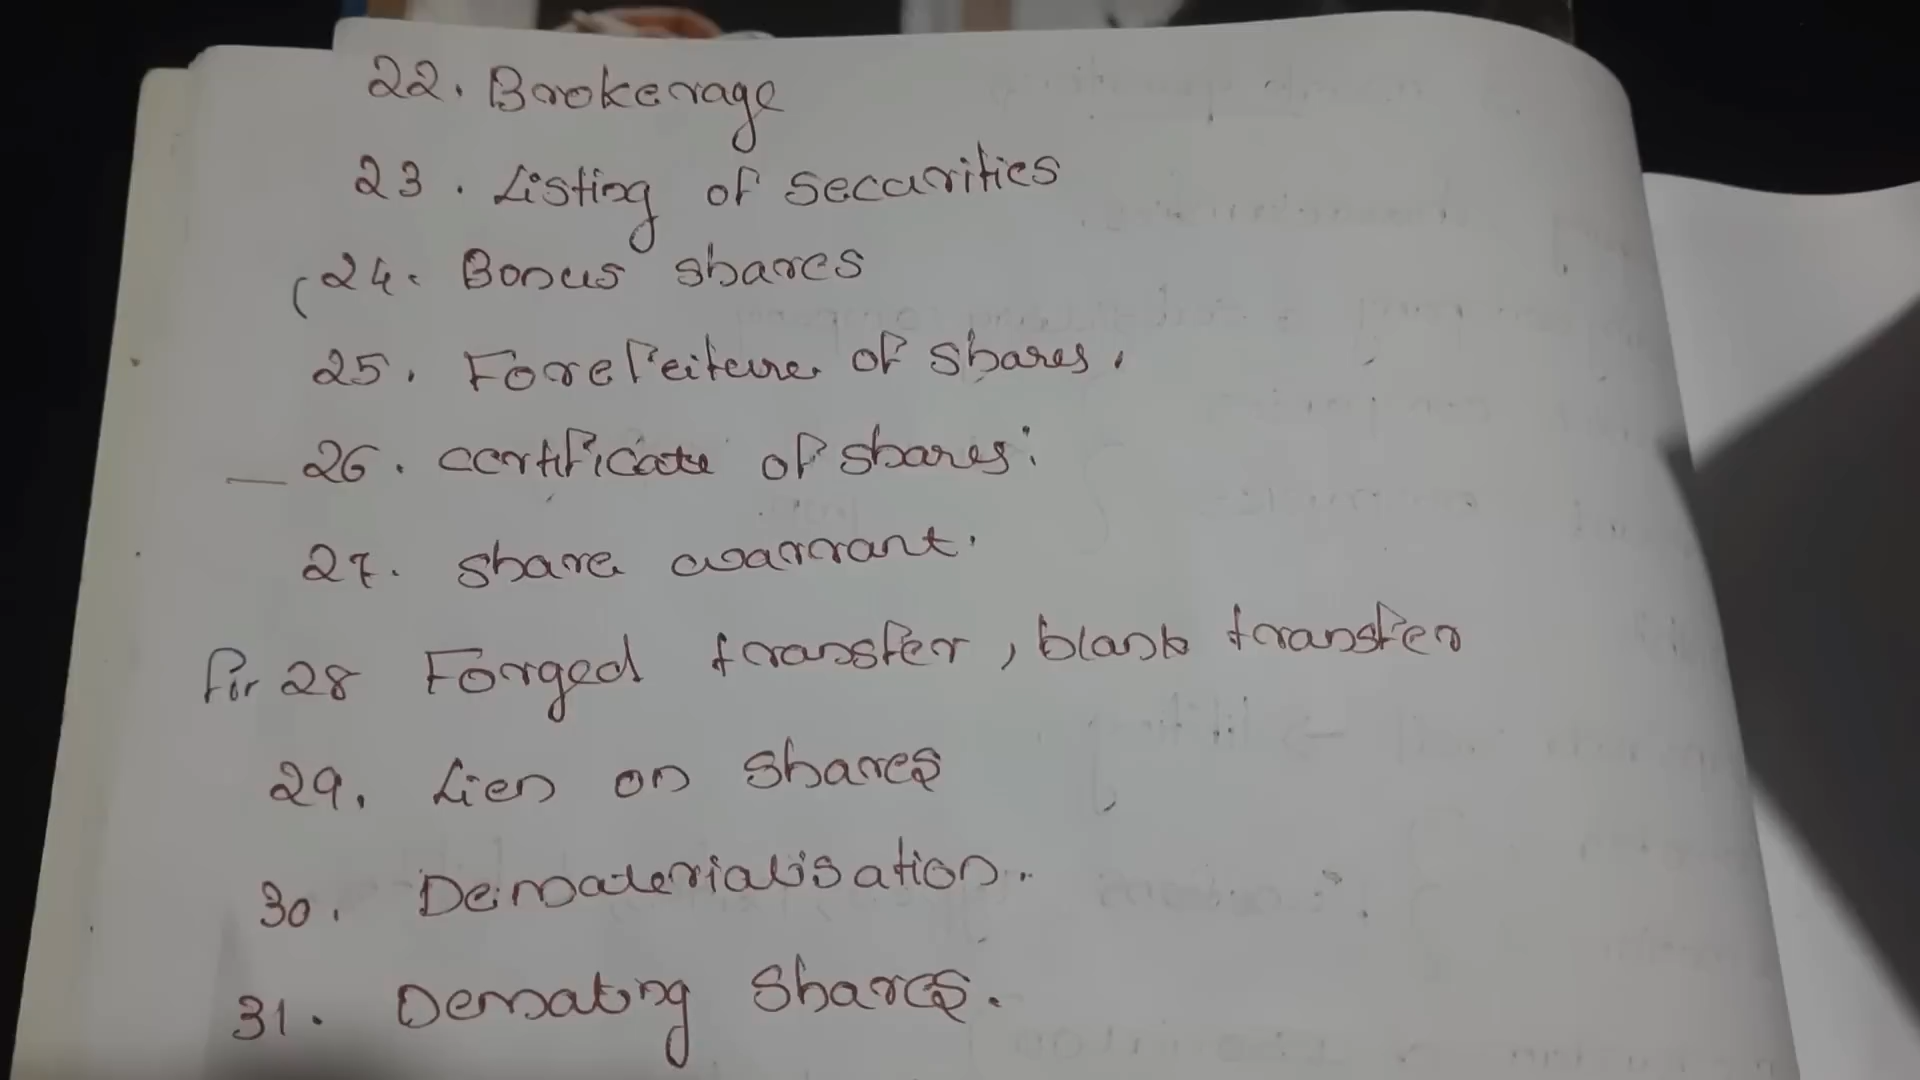 22. Brokerage
23. Listing of securities
(24. Bonus shares
25. Forefeiture of shares.
26. certificate of shares:
27. share warrant.
For 28 Forged transfer, blank transfer
29. Lien on shares
30. Dematerialisation.
31. Demating shares.